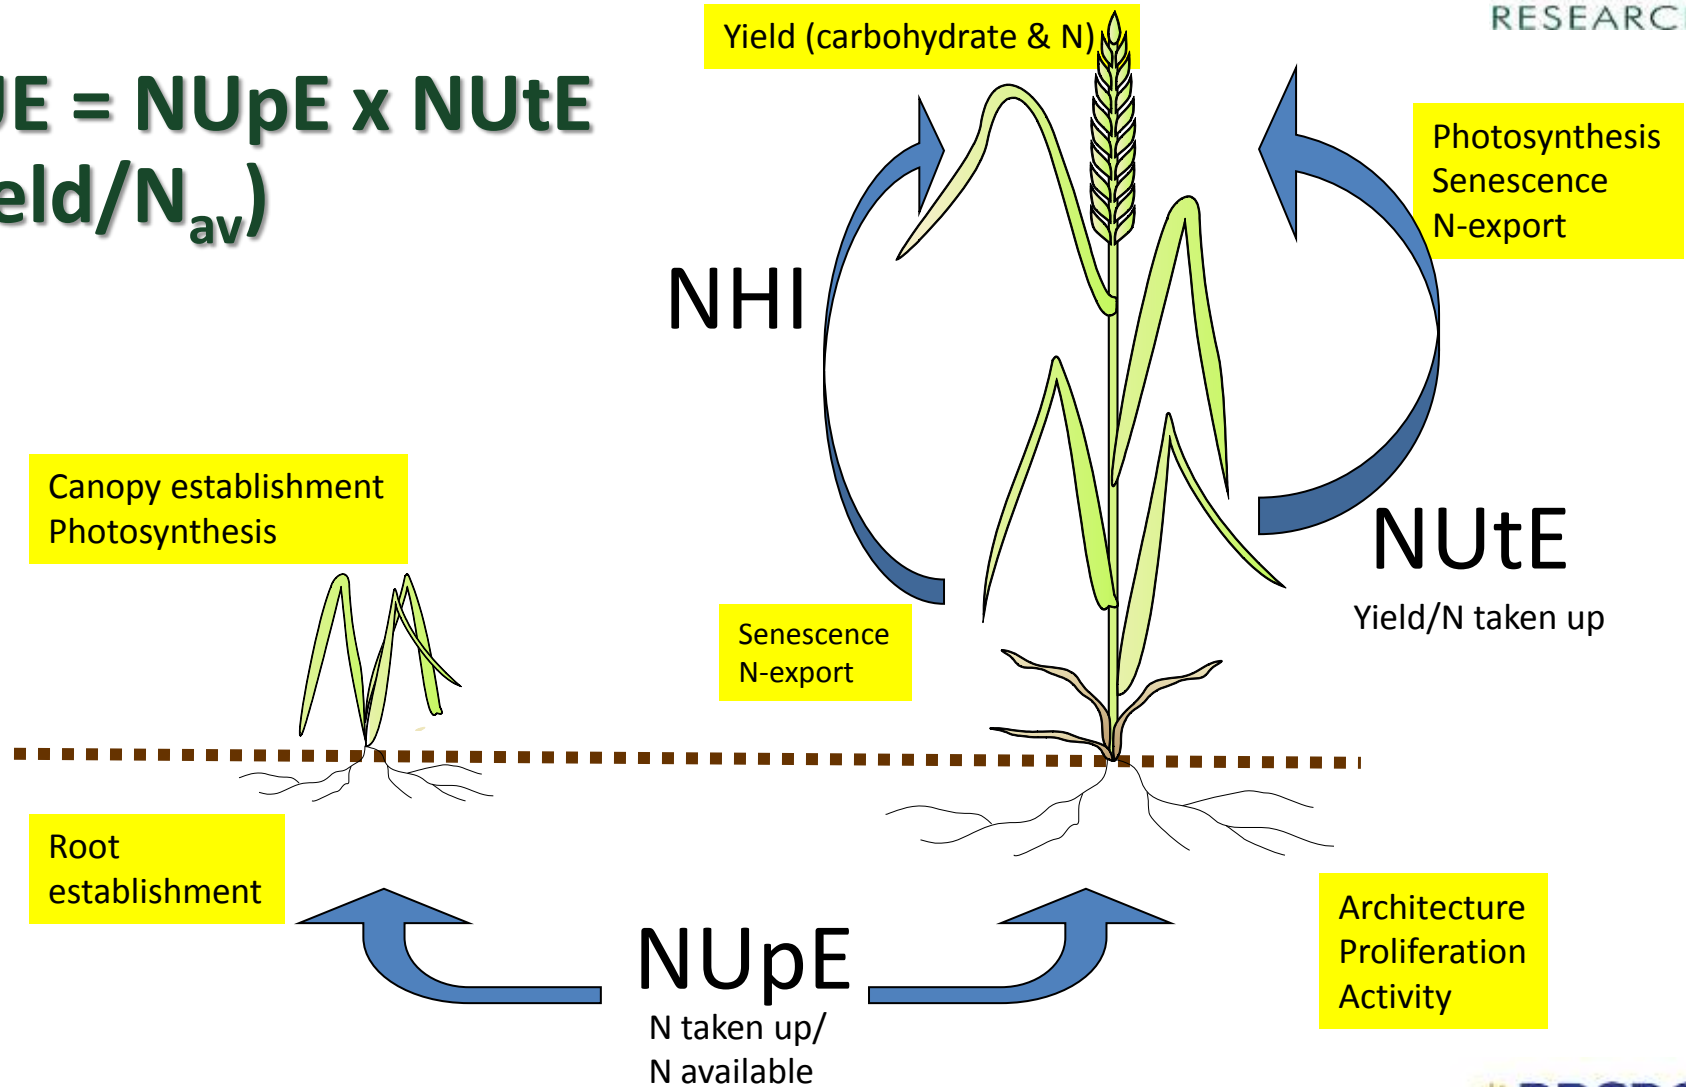 RESEARC
Yield (carbohydrate & N)
UE = NUpE x NUtE
eld/Nav)
Photosynthesis
Senescence
N-export
NHI
Canopy establishment
Photosynthesis
NUtE
Yield/N taken up
Senescence
N-export
Root
establishment
Architecture
Proliferation
Activity
NUpE
N taken up/
N available